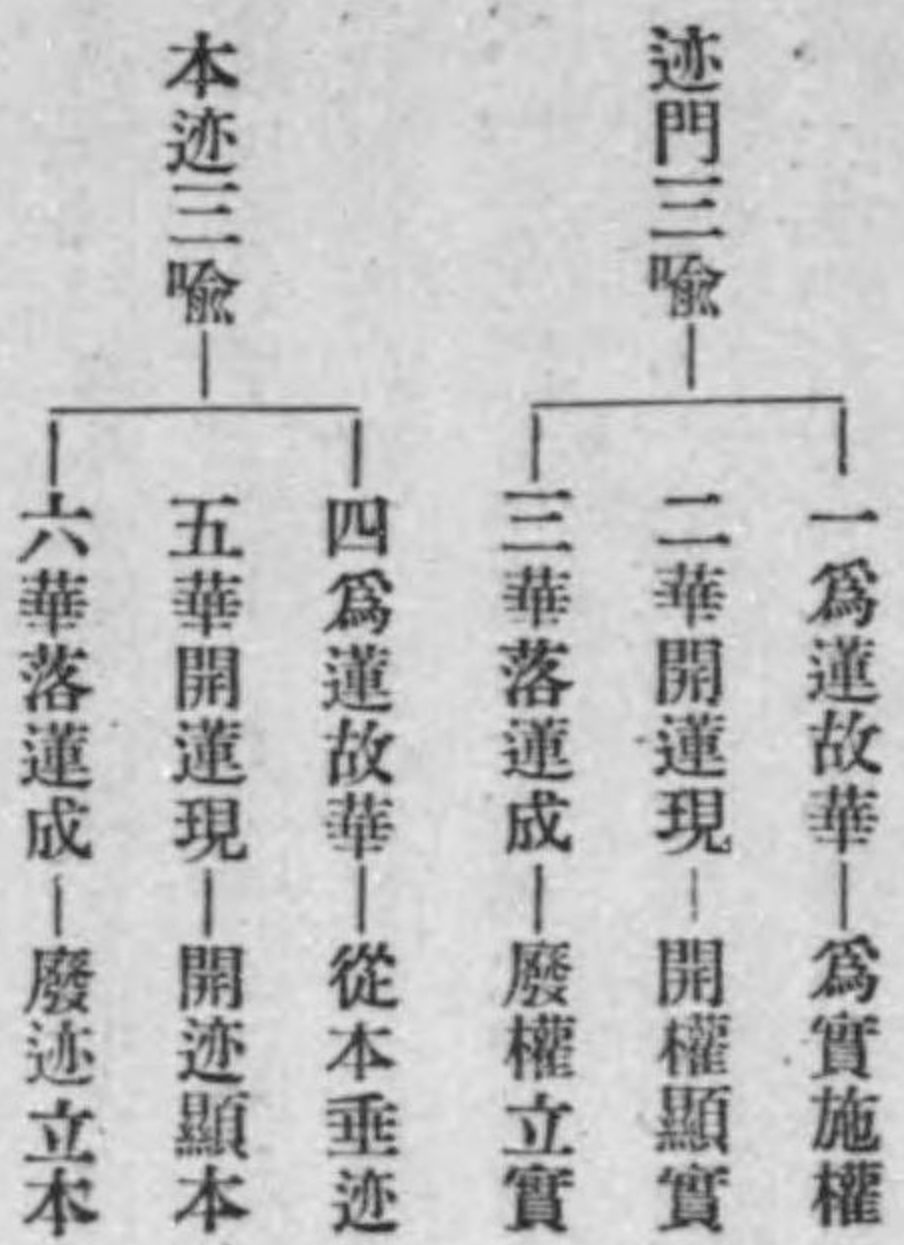 迹門三喩
一爲蓮故華―爲實施權
二華開蓮現―開權顯實
三華落蓮成―廢權立實
本迹三喩
四爲蓮故華―從本垂迹
五華開蓮現―開迹顯本
六華落蓮成―廢迹立本